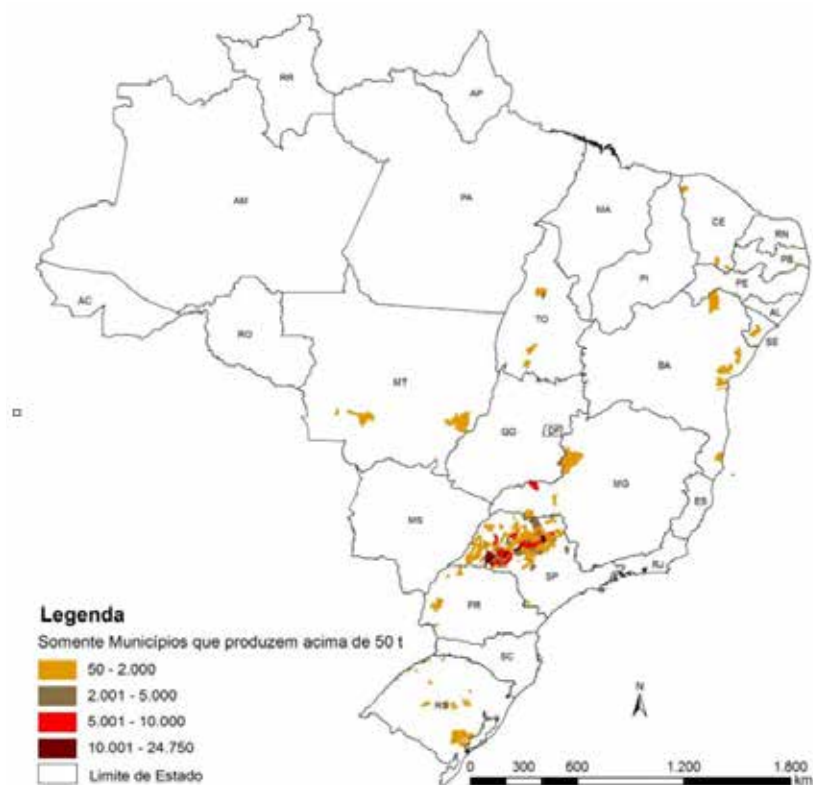 RR
AP
AM
PA
MA
CE
RN
PB
PE
AL
SE
PI
AC
TO
RO
BA
MT
GO
DF
MG
ES
MS
SP
RJ
PR
SC
RS
Legenda
Somente Municípios que produzem acima de 50 t
50 - 2.000
2.001 - 5.000
5.001 - 10.000
10.001 - 24.750
Limite de Estado
N
0 300 600 1.200 1.800
km